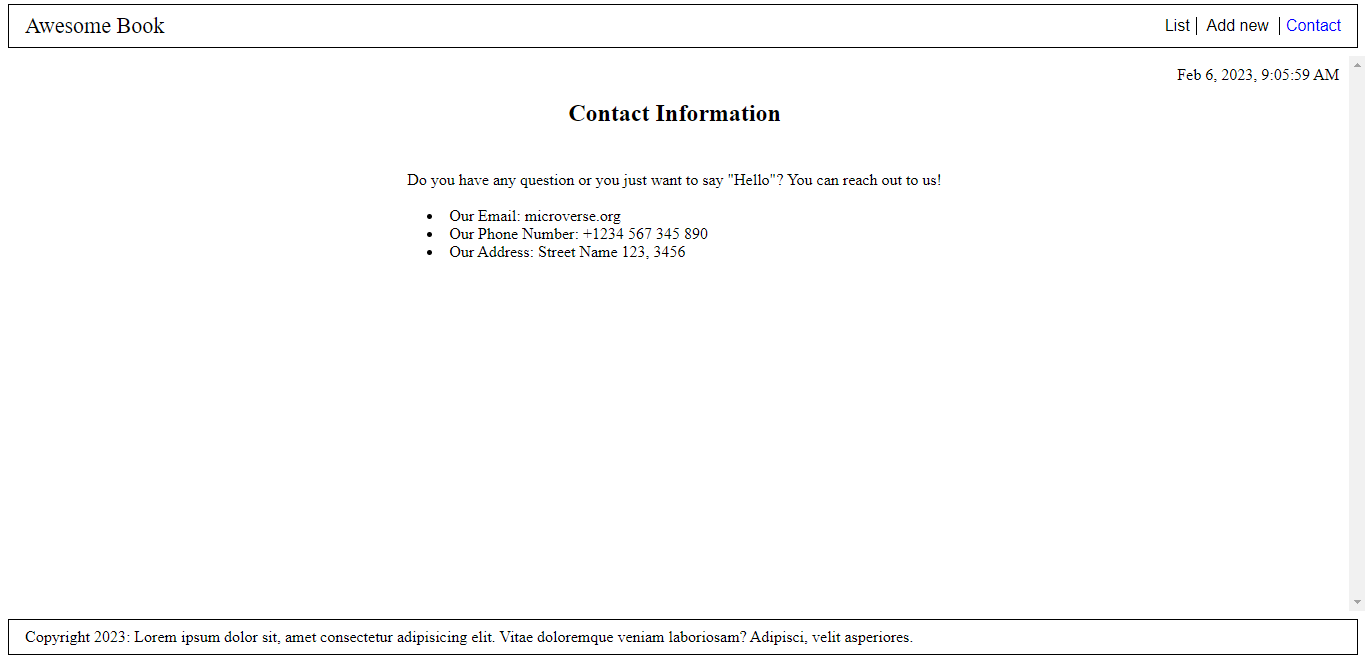 Awesome Book
List | Add new | Contact
Feb 6, 2023, 9:05:59 AM
Contact Information
Do you have any question or you just want to say "Hello"? You can reach out to us!
• Our Email: microverse.org
• Our Phone Number: +1234 567 345 890
• Our Address: Street Name 123, 3456
Copyright 2023: Lorem ipsum dolor sit, amet consectetur adipisicing elit. Vitae doloremque veniam laboriosam? Adipisci, velit asperiores.